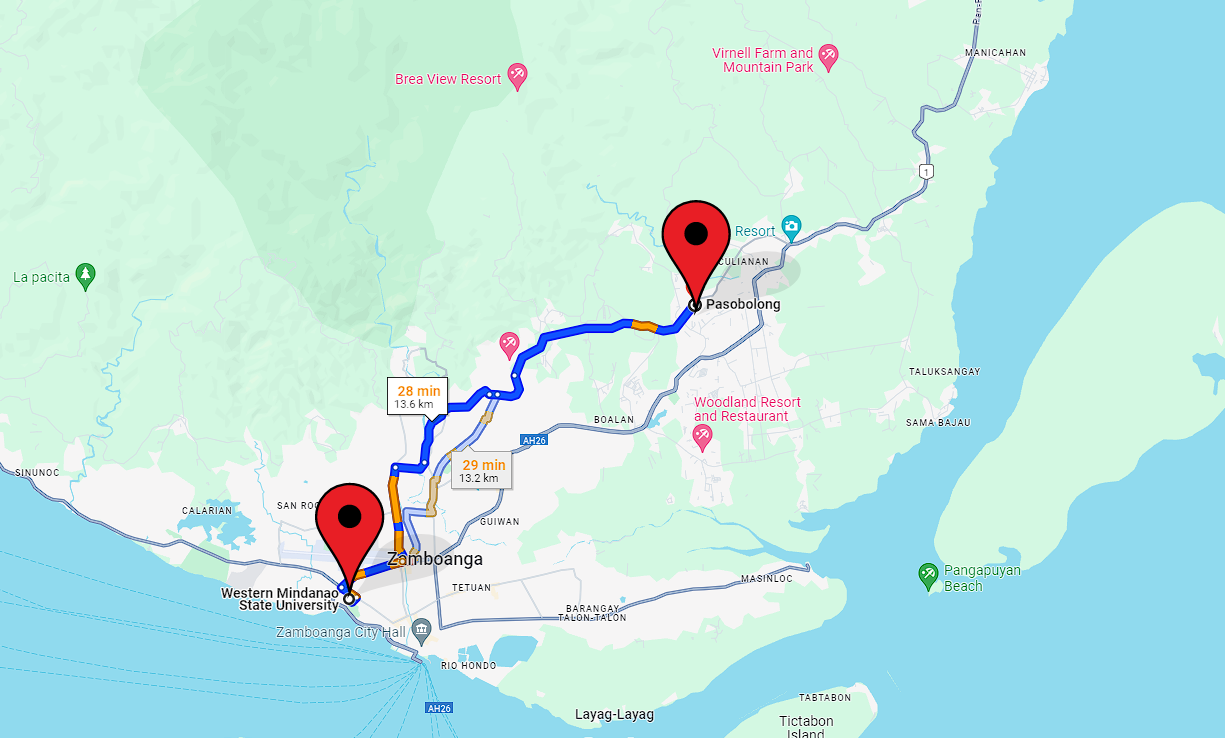 Ran-F
MANICAHAN
Virnell Farm and
Mountain Park
Brea View Resort
1
Resort
CULIANAN
La pacita
Pasobolong
TALUKSANGAY
28 min
13.6 km
Woodland Resort
and Restaurant
BOALAN
SAMA BAJAU
AH26
29 min
13.2 km
SINUNOC
CALARIAN
SAN ROC
GUIWAN
Zamboanga
Pangapuyan
Beach
MASINLOC
TETUAN
Western Mindanao
State University
BARANGAY
TALON-TALON
Zamboanga City Hall
RIO HONDO
TABTABON
AH26
Layag-Layag
Tictabon
Island